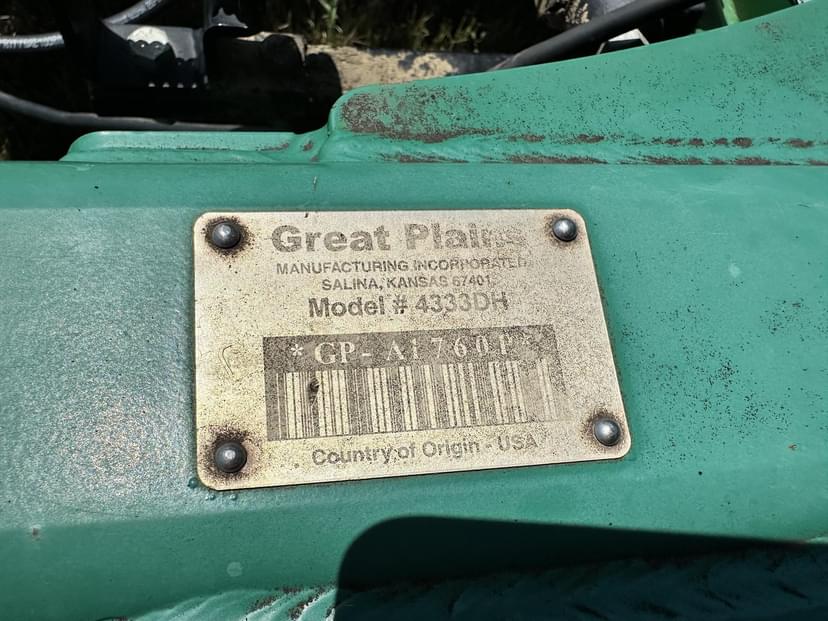 Great Plains
MANUFACTURING INCORPORATED
SALINA, KANSAS 67401
Model # 4333DH
*GP-A1760P*
Country of Origin - USA